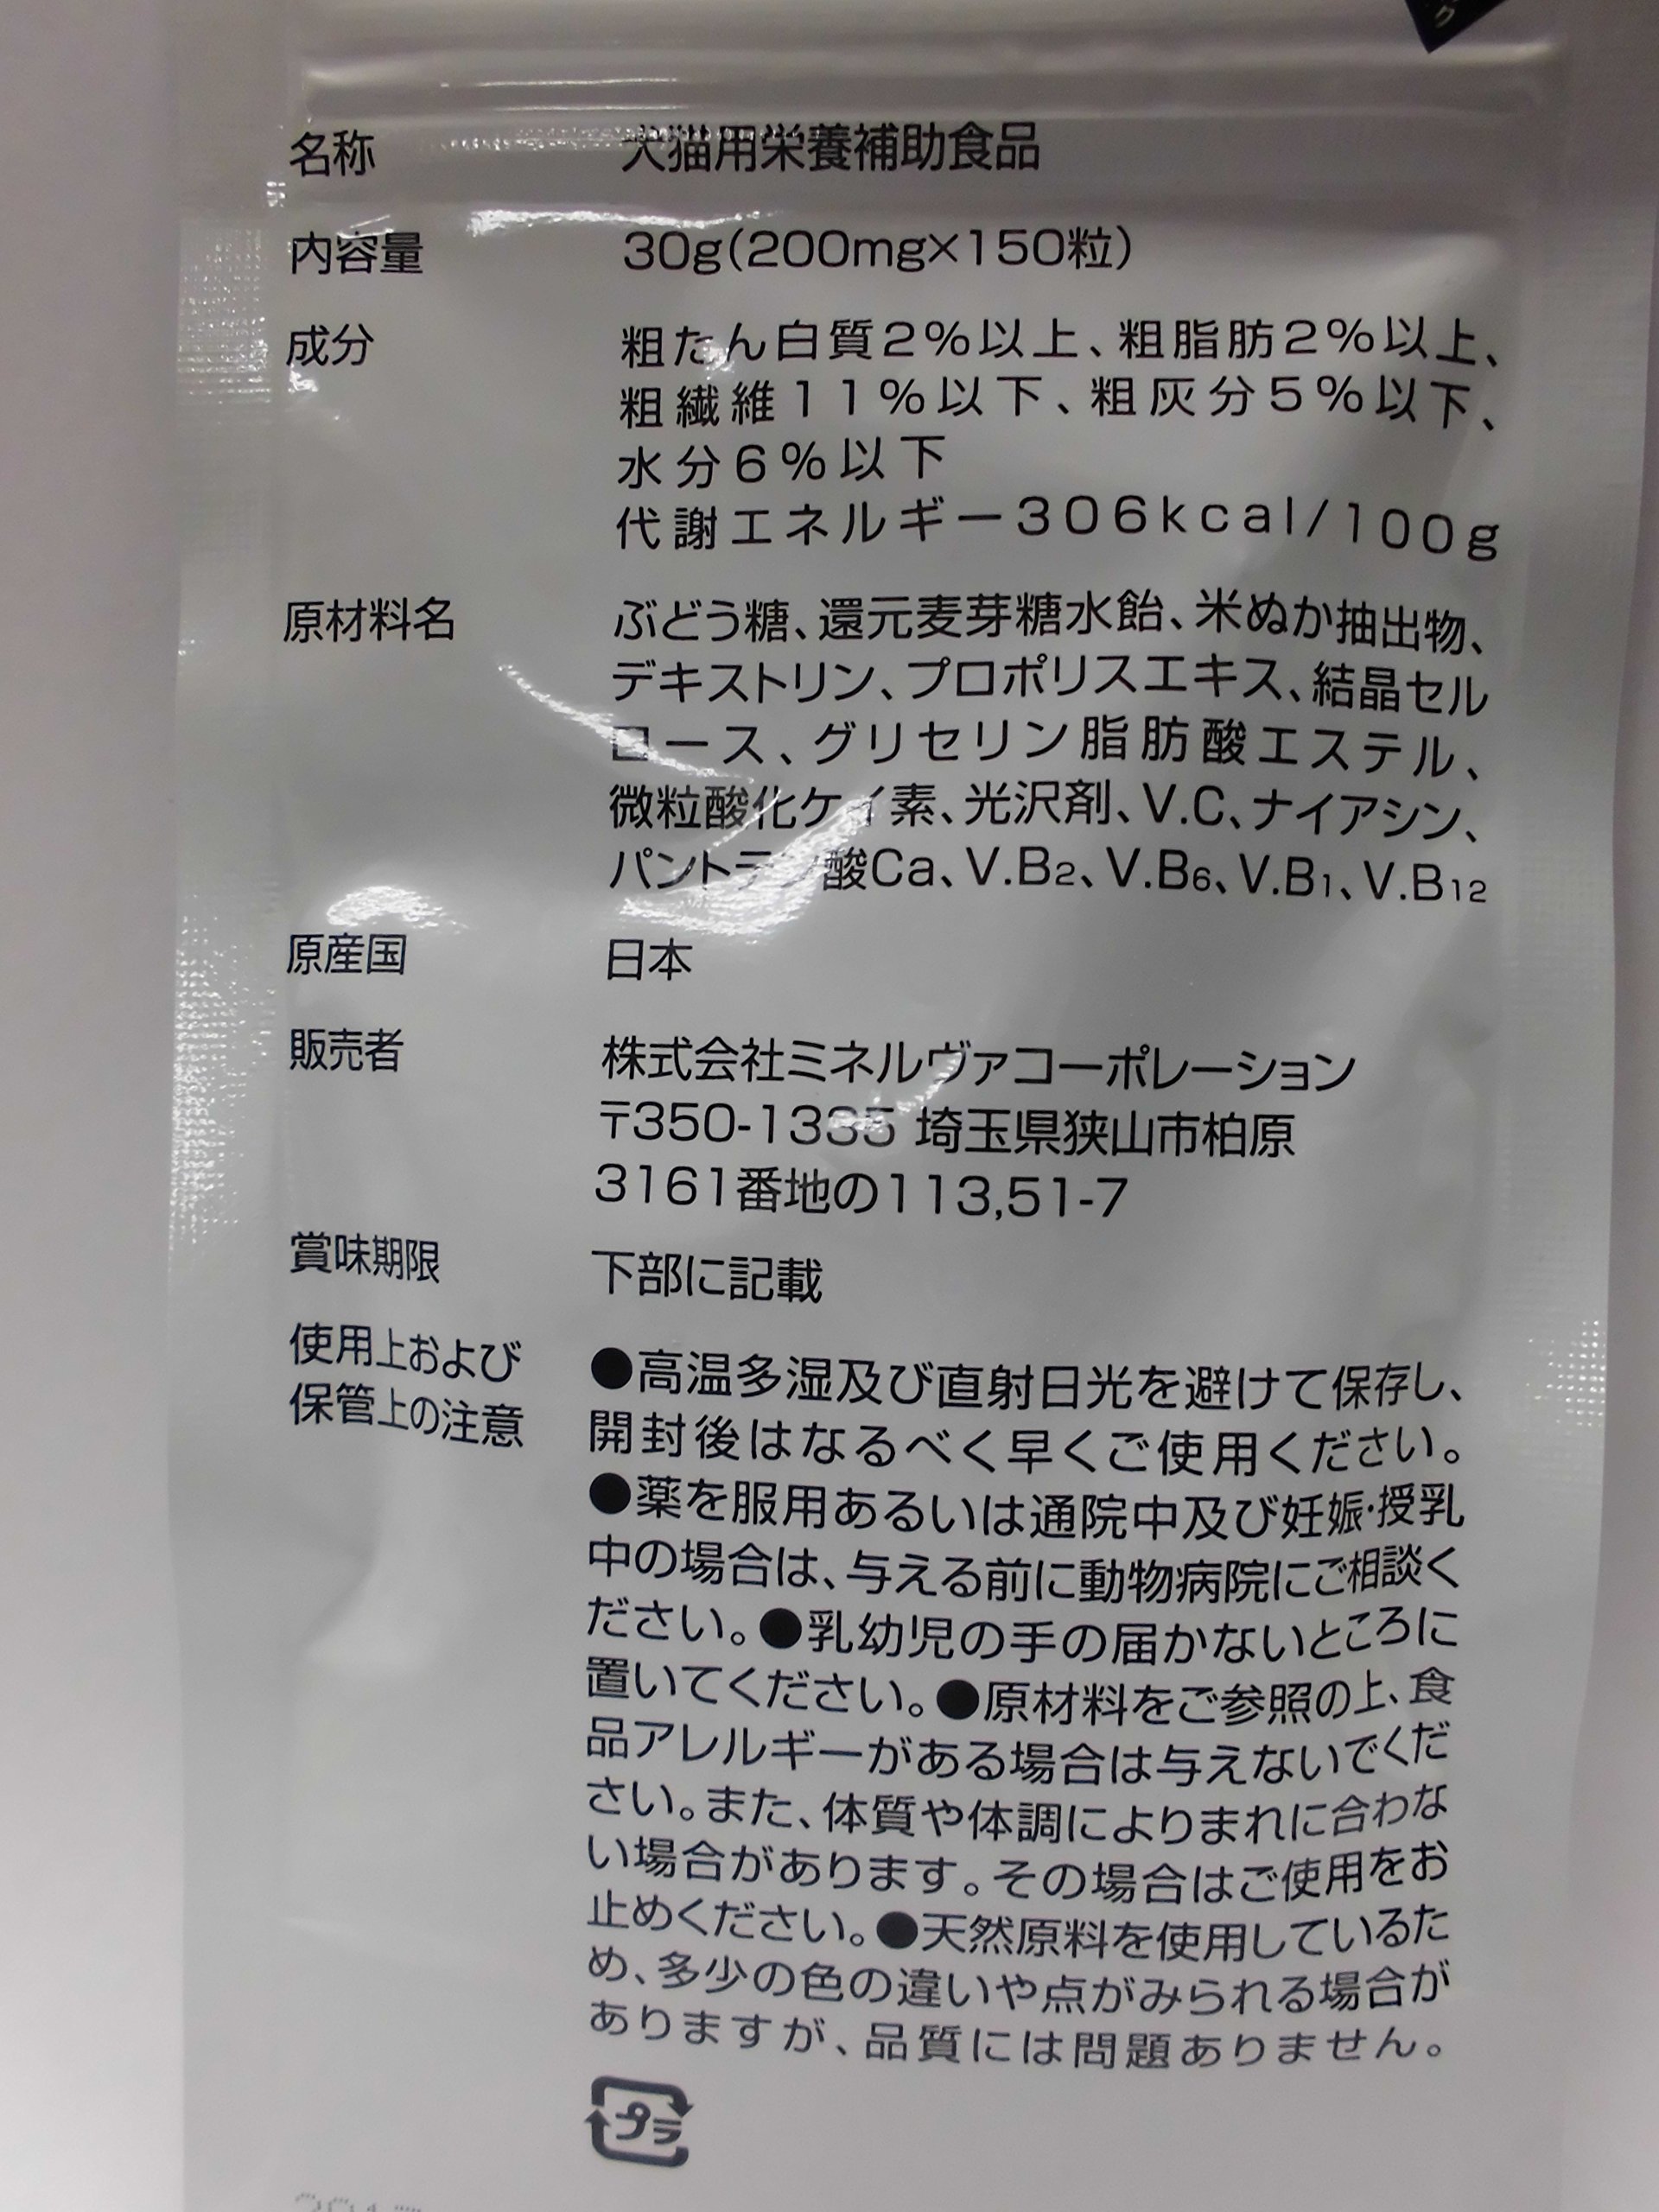 名称 犬猫用栄養補助食品
内容量 30g(200mg×150粒)
成分 粗たん白質2%以上、粗脂肪2%以上、
粗繊維11%以下、粗灰分5%以下、
水分6%以下
代謝エネルギー306kcal/100g
原材料名 ぶどう糖、還元麦芽糖水飴、米ぬか抽出物、
デキストリン、プロポリスエキス、結晶セル
ロース、グリセリン脂肪酸エステル、
微粒酸化ケイ素、光沢剤、V.C、ナイアシン、
パントテン酸Ca、V.B2、V.B6、V.B1、V.B12
原産国 日本
販売者 株式会社ミネルヴァコーポレーション
〒350-1335 埼玉県狭山市柏原
3161番地の113,51-7
賞味期限 下部に記載
使用上および
保管上の注意
●高温多湿及び直射日光を避けて保存し、
開封後はなるべく早くご使用ください。
●薬を服用あるいは通院中及び妊娠・授乳
中の場合は、与える前に動物病院にご相談く
ださい。●乳幼児の手の届かないところに
置いてください。●原材料をご参照の上、食
品アレルギーがある場合は与えないでくだ
さい。また、体質や体調によりまれに合わな
い場合があります。その場合はご使用をお
止めください。●天然原料を使用しているた
め、多少の色の違いや点がみられる場合が
ありますが、品質には問題ありません。
プラ